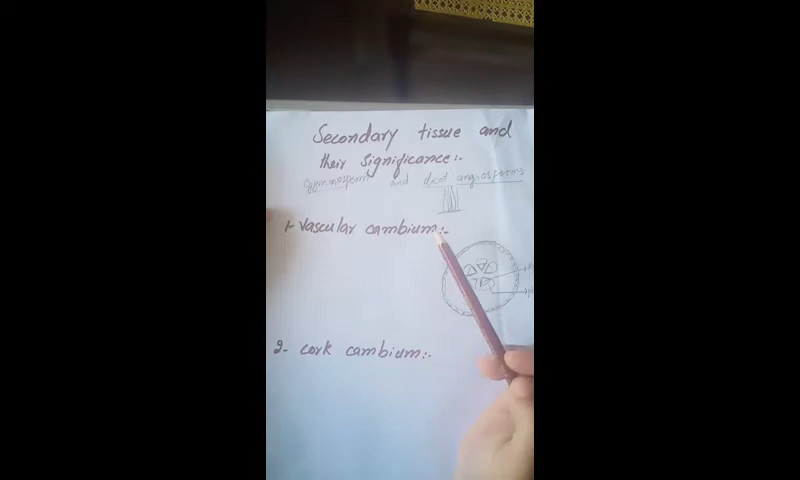 Secondary tissue and
their significance:-
gymnosperm and dicot angiosperms
1- Vascular cambium:-
2- cork cambium:-